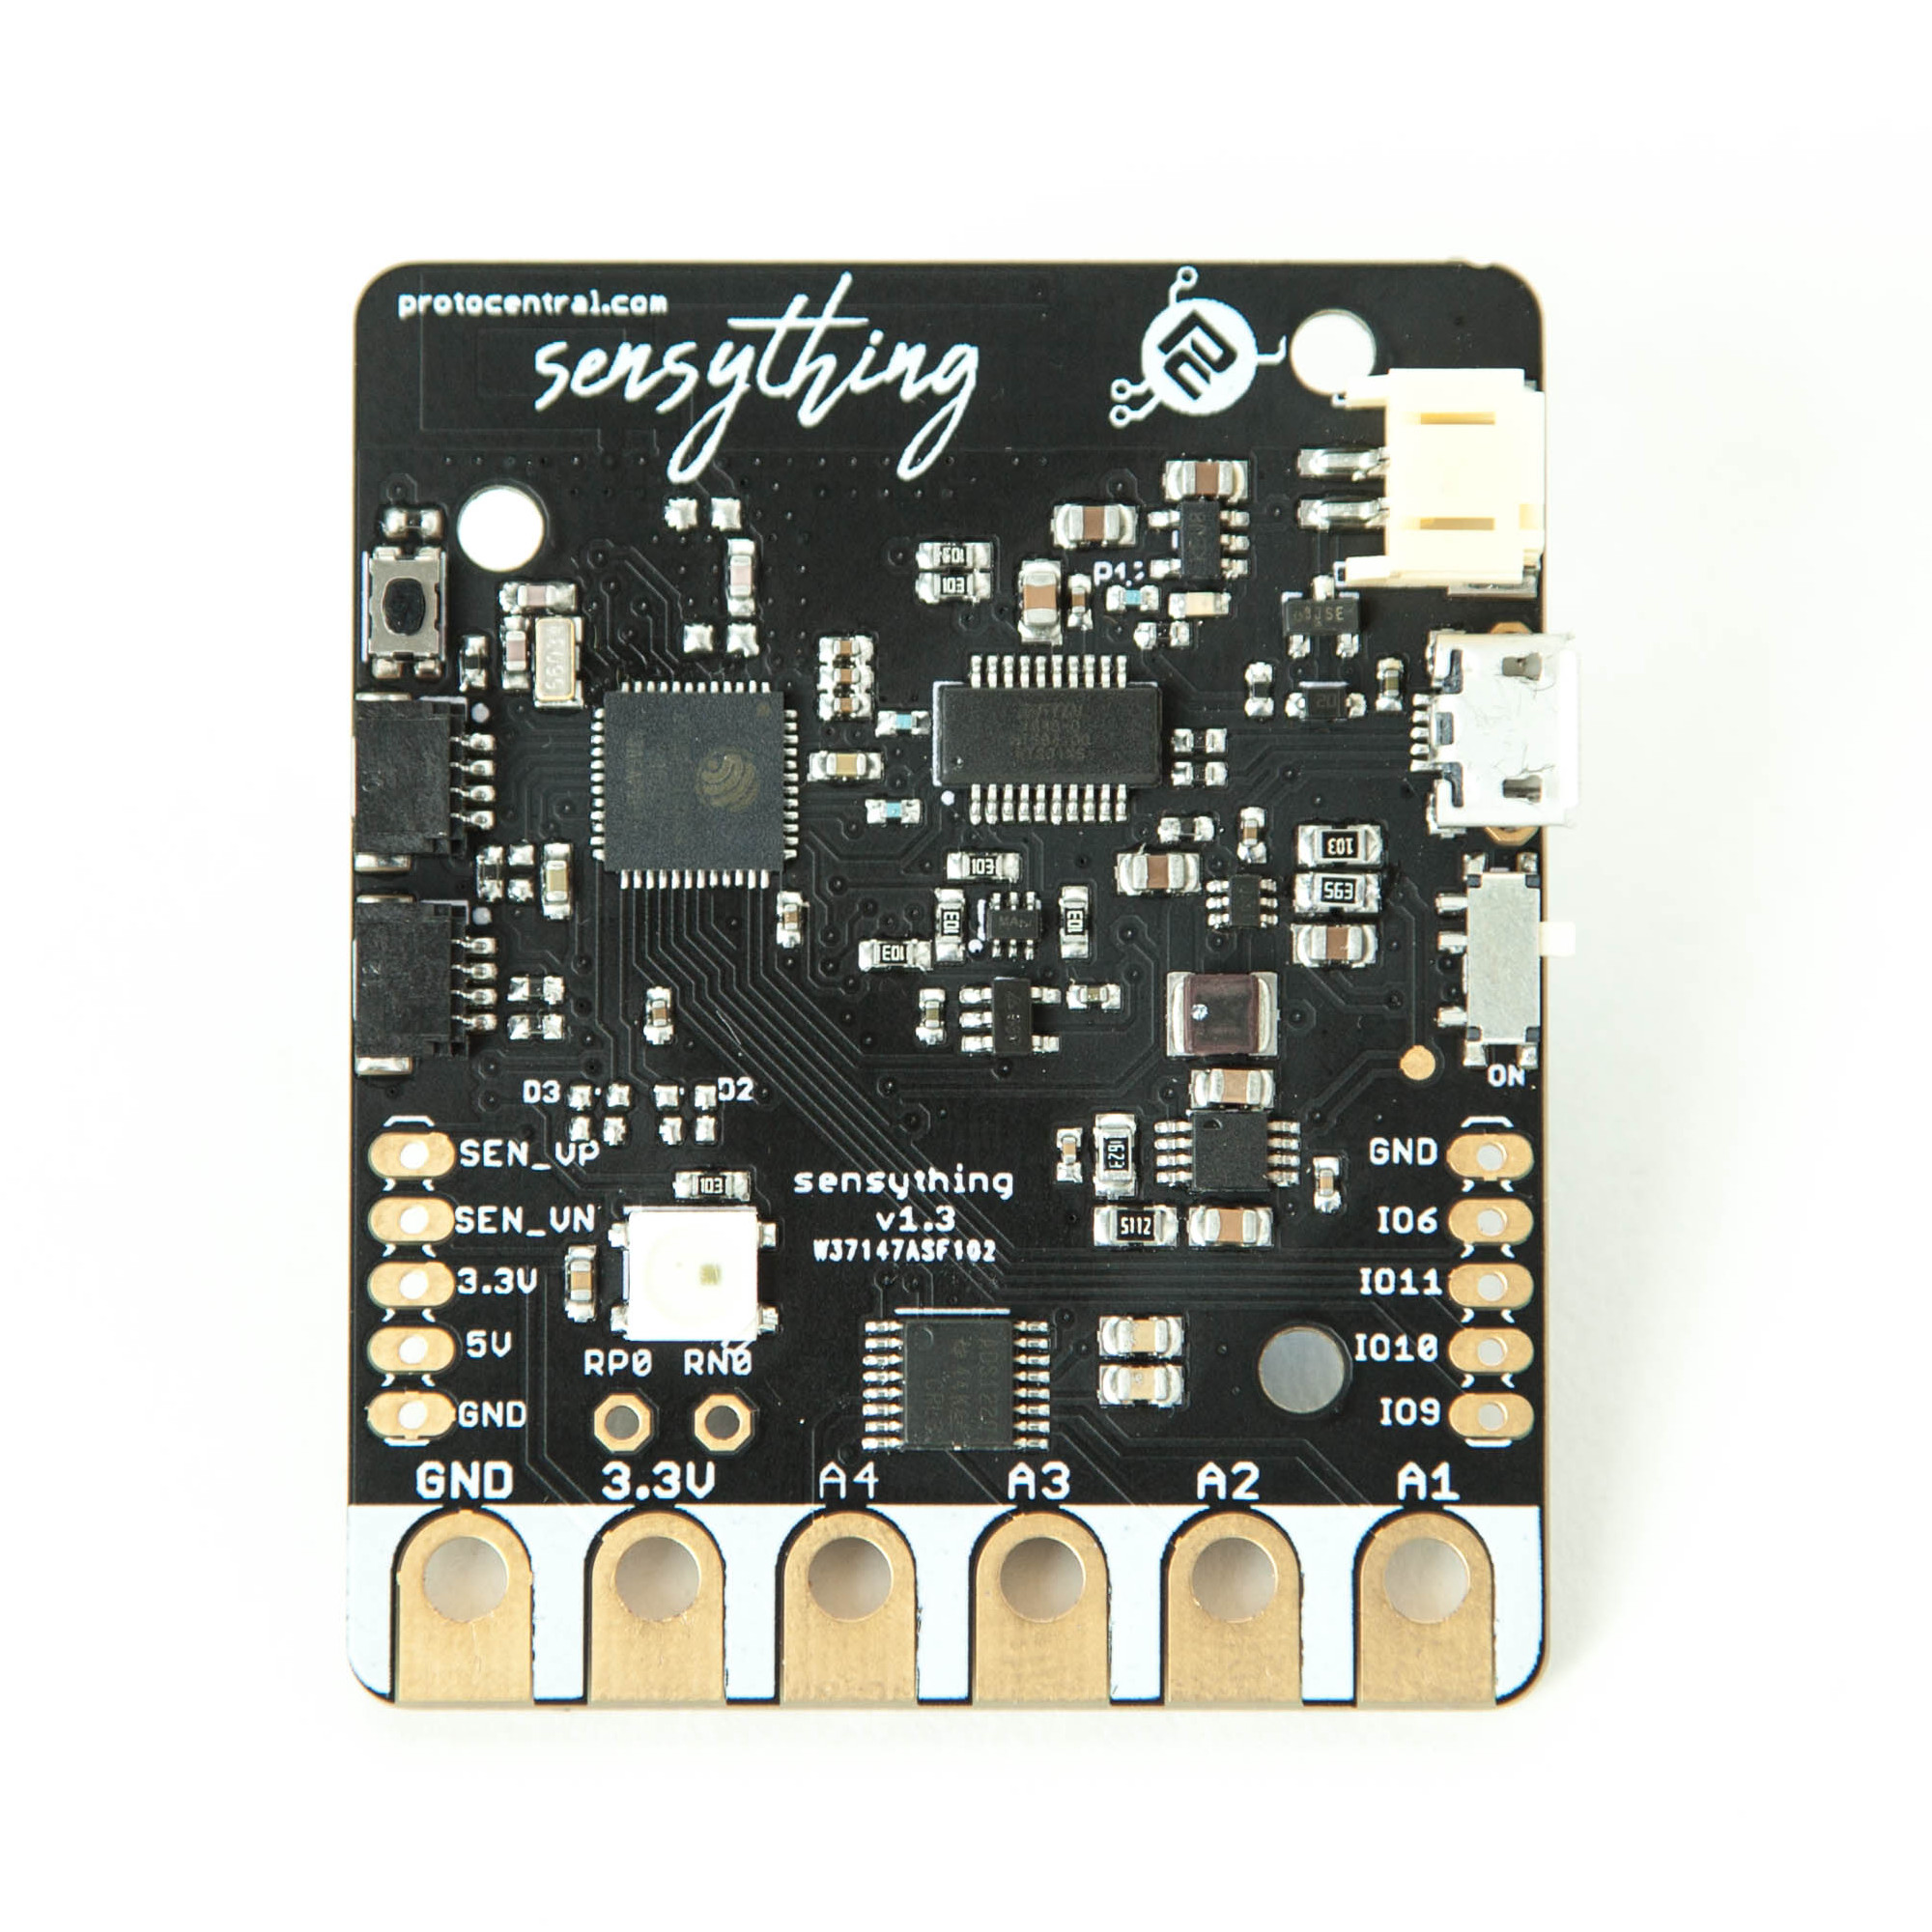 protocentral.com
sensything
103
103
103
103
103
103
103
E95
ON
D3
D2
SEN_VP
SEN_VN
3.3V
5V
GND
103
sensything
v1.3
W37147ASF102
5112
GND
IO6
IO11
IO10
IO9
RP0
RN0
GND
3.3V
A4
A3
A2
A1